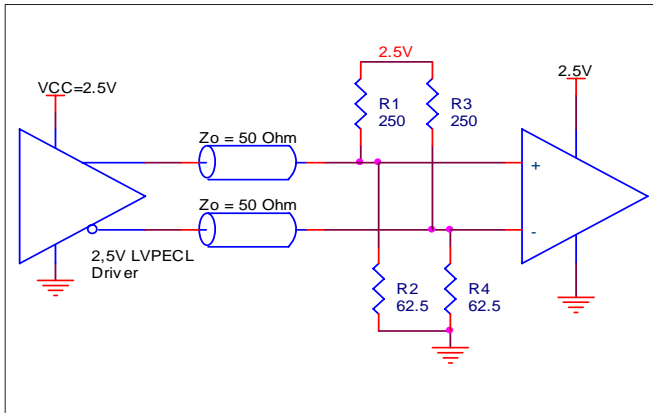 2.5V
VCC=2.5V
2.5V
R1
250
R3
250
Zo = 50 Ohm
+
Zo = 50 Ohm
-
2,5V LVPECL
Driver
R2
62.5
R4
62.5